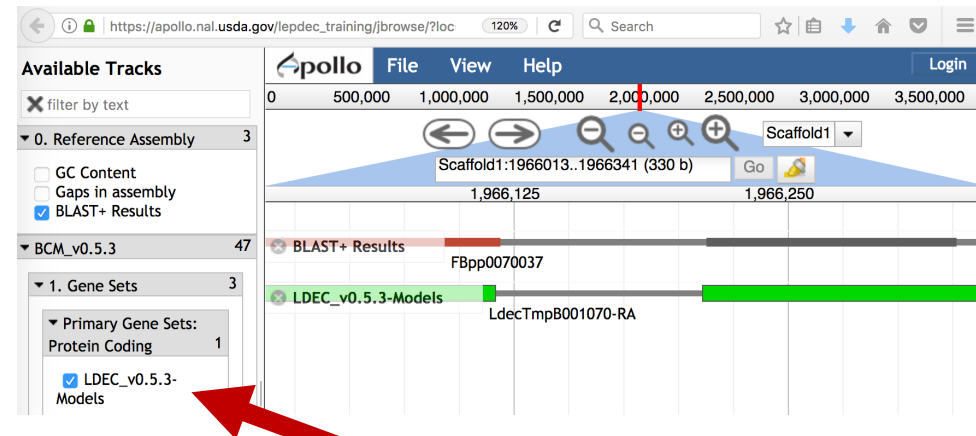 https://apollo.nal.usda.gov/lepdec_training/jbrowse/?loc 120% Search
Available Tracks
filter by text
0. Reference Assembly 3
GC Content
Gaps in assembly
BLAST+ Results
BCM_v0.5.3 47
1. Gene Sets 3
Primary Gene Sets:
Protein Coding 1
LDEC_v0.5.3-
Models
Apollo File View Help Login
0 500,000 1,000,000 1,500,000 2,000,000 2,500,000 3,000,000 3,500,000
Scaffold1
Scaffold1:1966013..1966341 (330 b) Go
1,966,125 1,966,250
BLAST+ Results
FBpp0070037
LDEC_v0.5.3-Models
LdecTmpB001070-RA